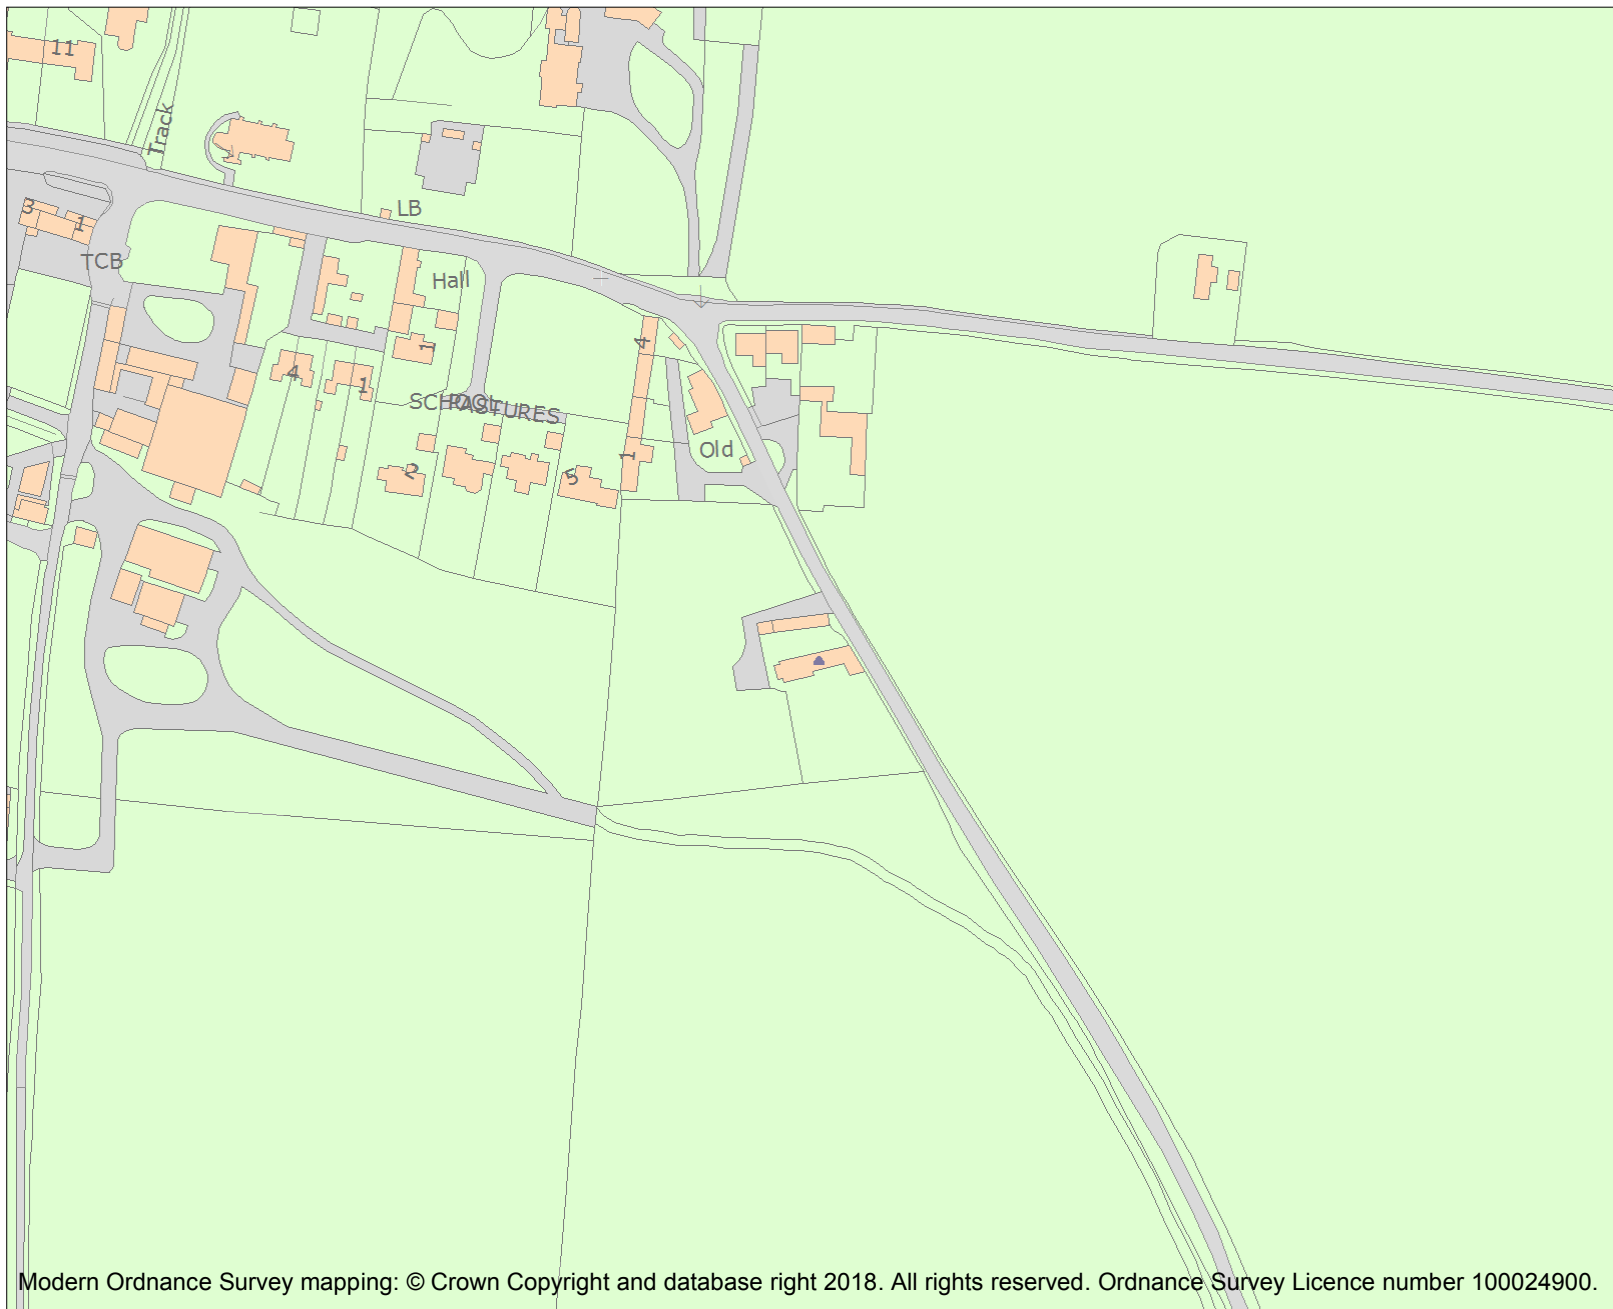 11
Track
3
1
LB
TCB
Hall
4
1
4
1
SCHOOL
PASTURES
Old
1
2
5
Modern Ordnance Survey mapping: © Crown Copyright and database right 2018. All rights reserved. Ordnance Survey Licence number 100024900.